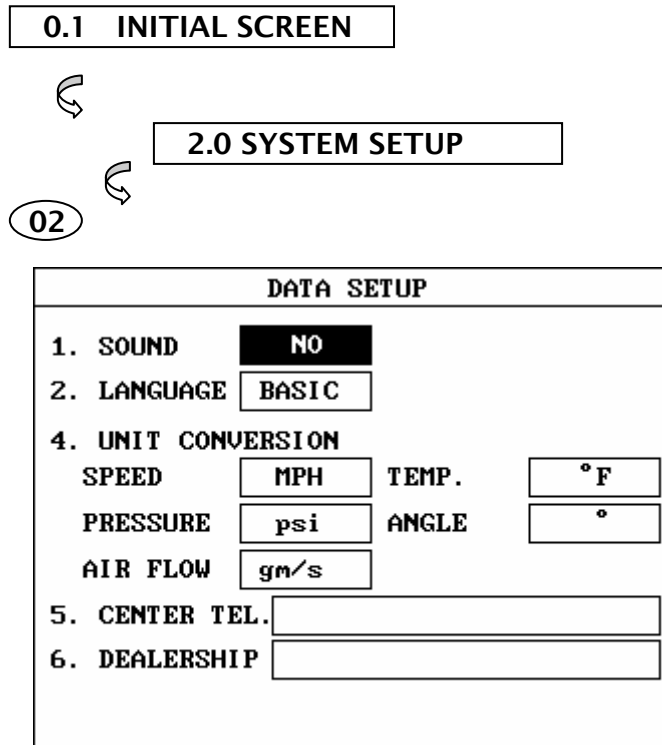 0.1 INITIAL SCREEN
2.0 SYSTEM SETUP
02
DATA SETUP
1. SOUND NO
2. LANGUAGE BASIC
4. UNIT CONVERSION
SPEED MPH TEMP. °F
PRESSURE psi ANGLE °
AIR FLOW gm/s
5. CENTER TEL.
6. DEALERSHIP